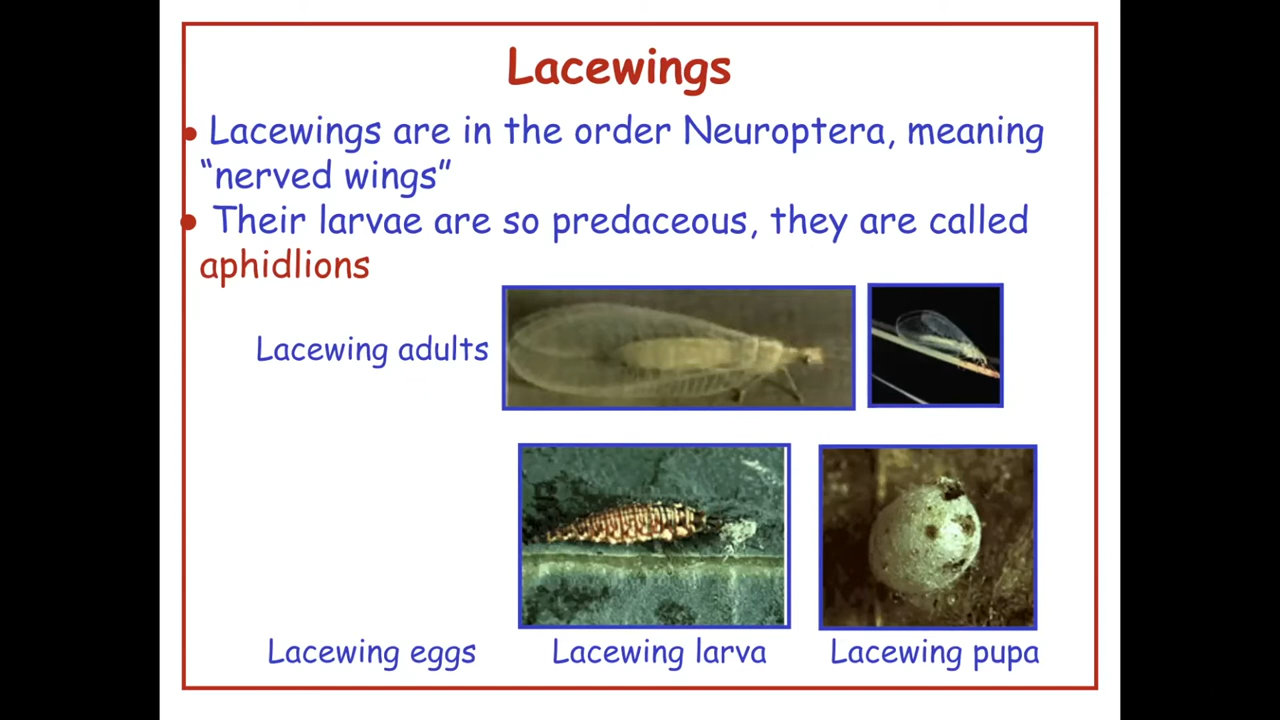 Lacewings
• Lacewings are in the order Neuroptera, meaning
“nerved wings”
• Their larvae are so predaceous, they are called
aphidlions
Lacewing adults
Lacewing eggs
Lacewing larva
Lacewing pupa